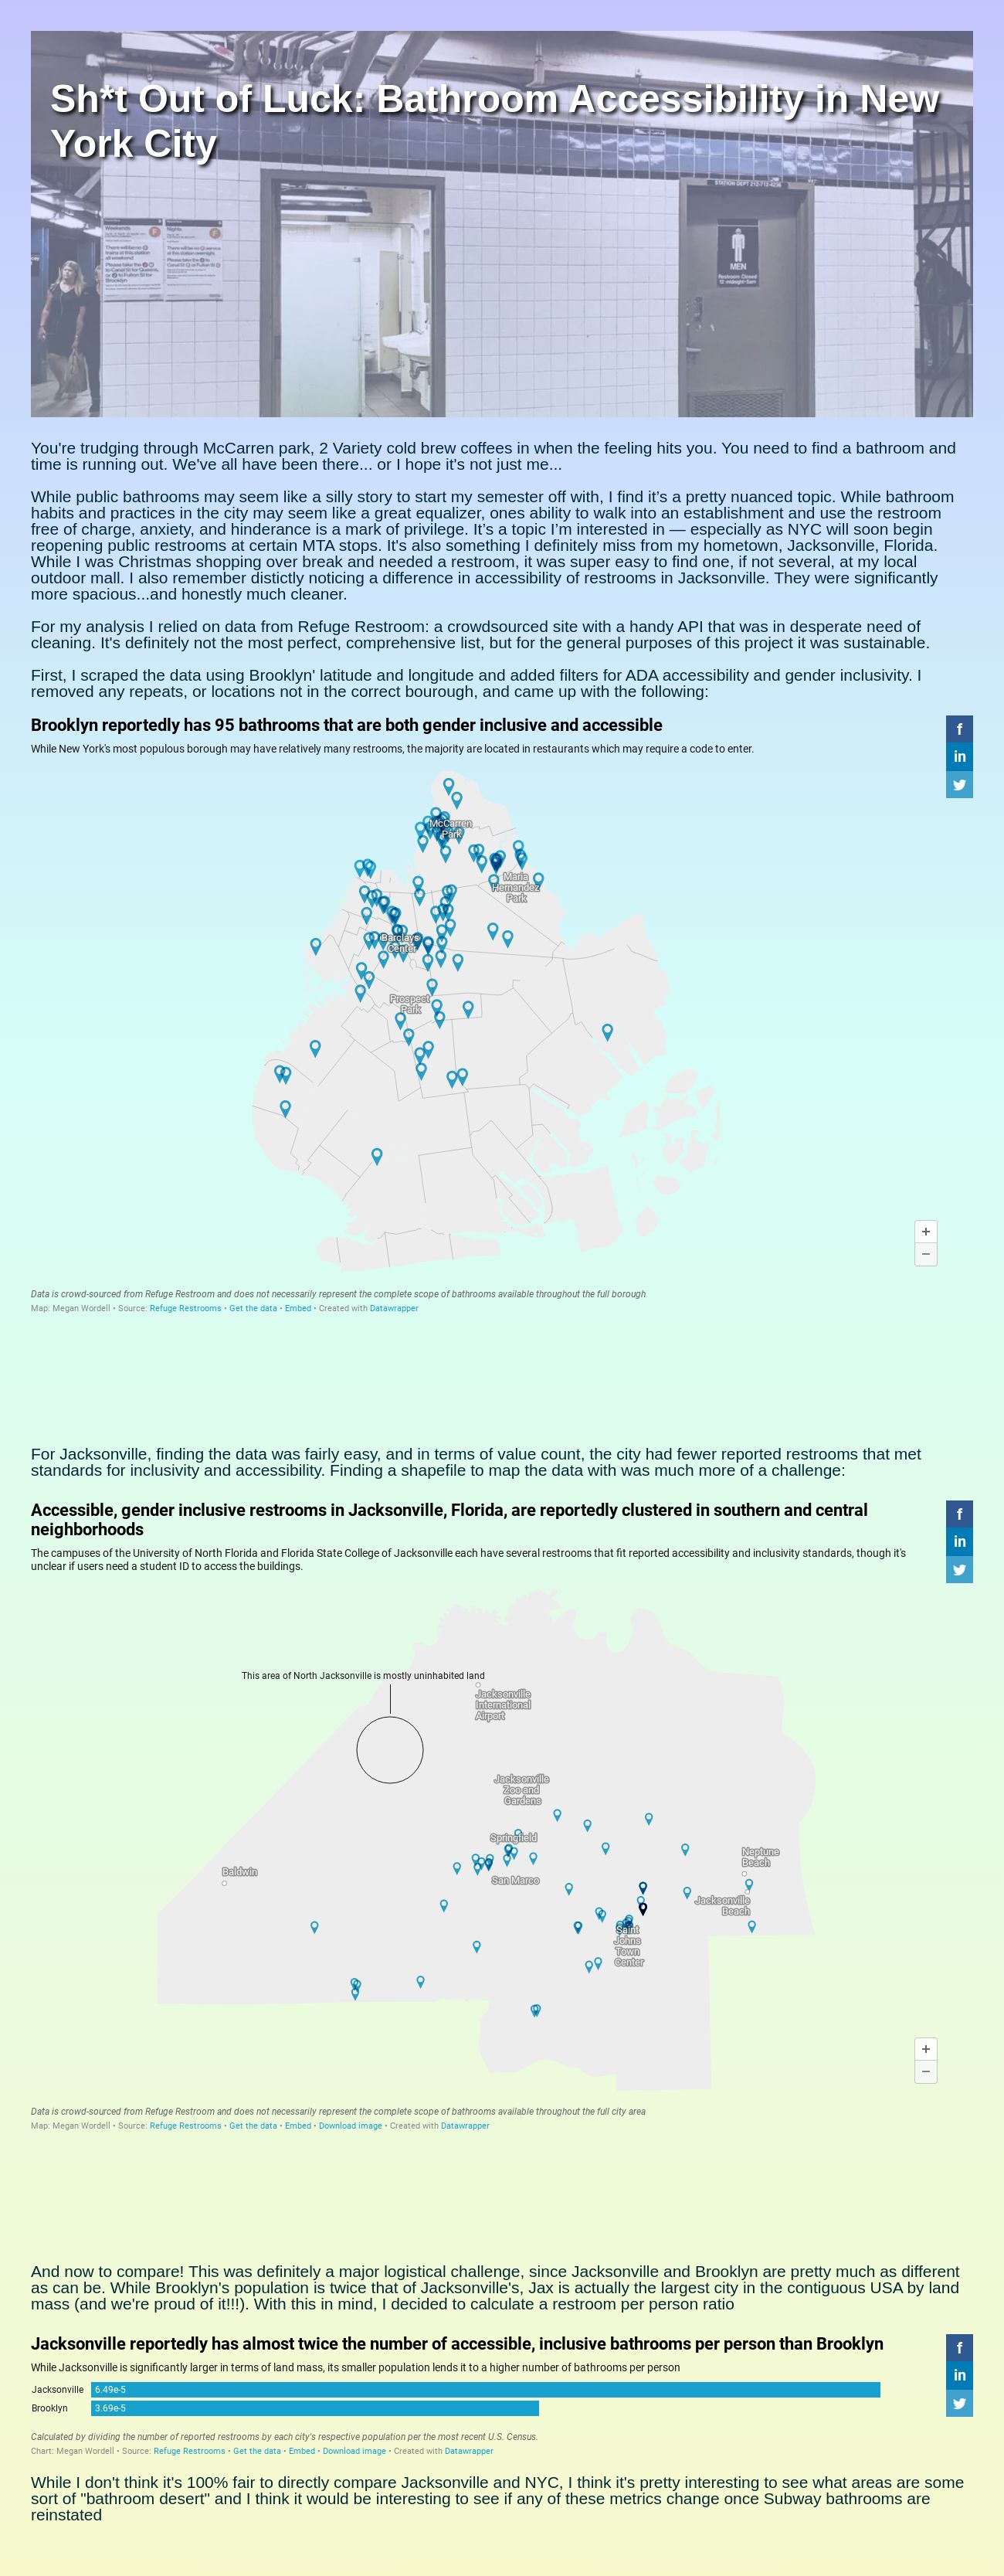 Sh*t Out of Luck: Bathroom Accessibility in New
York City
STATION DEPT 212-712-4236
Weekends
Nights
F
F
MEN
Restroom Closed
12 midnight-5am
You're trudging through McCarren park, 2 Variety cold brew coffees in when the feeling hits you. You need to find a bathroom and
time is running out. We've all have been there... or I hope it's not just me...
While public bathrooms may seem like a silly story to start my semester off with, I find it's a pretty nuanced topic. While bathroom
habits and practices in the city may seem like a great equalizer, ones ability to walk into an establishment and use the restroom
free of charge, anxiety, and hinderance is a mark of privilege. It's a topic I'm interested in — especially as NYC will soon begin
reopening public restrooms at certain MTA stops. It's also something I definitely miss from my hometown, Jacksonville, Florida.
While I was Christmas shopping over break and needed a restroom, it was super easy to find one, if not several, at my local
outdoor mall. I also remember distictly noticing a difference in accessibility of restrooms in Jacksonville. They were significantly
more spacious...and honestly much cleaner.
For my analysis I relied on data from Refuge Restroom: a crowdsourced site with a handy API that was in desperate need of
cleaning. It's definitely not the most perfect, comprehensive list, but for the general purposes of this project it was sustainable.
First, I scraped the data using Brooklyn' latitude and longitude and added filters for ADA accessibility and gender inclusivity. I
removed any repeats, or locations not in the correct bourough, and came up with the following:
Brooklyn reportedly has 95 bathrooms that are both gender inclusive and accessible
While New York's most populous borough may have relatively many restrooms, the majority are located in restaurants which may require a code to enter.
f
in
McCarren
Park
Maria
Hernandez
Park
Barclays
Center
Prospect
Park
+
−
Data is crowd-sourced from Refuge Restroom and does not necessarily represent the complete scope of bathrooms available throughout the full borough
Map: Megan Wordell • Source: Refuge Restrooms • Get the data • Embed • Created with Datawrapper
For Jacksonville, finding the data was fairly easy, and in terms of value count, the city had fewer reported restrooms that met
standards for inclusivity and accessibility. Finding a shapefile to map the data with was much more of a challenge:
Accessible, gender inclusive restrooms in Jacksonville, Florida, are reportedly clustered in southern and central
neighborhoods
The campuses of the University of North Florida and Florida State College of Jacksonville each have several restrooms that fit reported accessibility and inclusivity standards, though it's
unclear if users need a student ID to access the buildings.
f
in
This area of North Jacksonville is mostly uninhabited land
Jacksonville
International
Airport
Jacksonville
Zoo and
Gardens
Springfield
Baldwin
San Marco
Neptune
Beach
Jacksonville
Beach
Saint
Johns
Town
Center
+
−
Data is crowd-sourced from Refuge Restroom and does not necessarily represent the complete scope of bathrooms available throughout the full city area
Map: Megan Wordell • Source: Refuge Restrooms • Get the data • Embed • Download image • Created with Datawrapper
And now to compare! This was definitely a major logistical challenge, since Jacksonville and Brooklyn are pretty much as different
as can be. While Brooklyn's population is twice that of Jacksonville's, Jax is actually the largest city in the contiguous USA by land
mass (and we're proud of it!!!). With this in mind, I decided to calculate a restroom per person ratio
Jacksonville reportedly has almost twice the number of accessible, inclusive bathrooms per person than Brooklyn
While Jacksonville is significantly larger in terms of land mass, its smaller population lends it to a higher number of bathrooms per person
f
in
Jacksonville 6.49e-5
Brooklyn 3.69e-5
Calculated by dividing the number of reported restrooms by each city's respective population per the most recent U.S. Census.
Chart: Megan Wordell • Source: Refuge Restrooms • Get the data • Embed • Download image • Created with Datawrapper
While I don't think it's 100% fair to directly compare Jacksonville and NYC, I think it's pretty interesting to see what areas are some
sort of "bathroom desert" and I think it would be interesting to see if any of these metrics change once Subway bathrooms are
reinstated